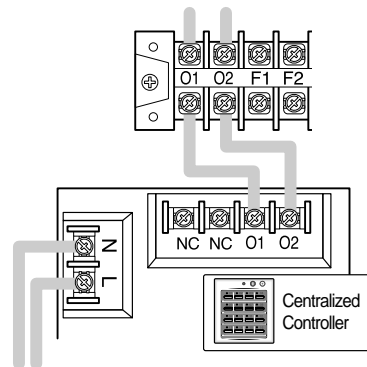 O1 O2 F1 F2
NC NC O1 O2
N
L
Centralized
Controller